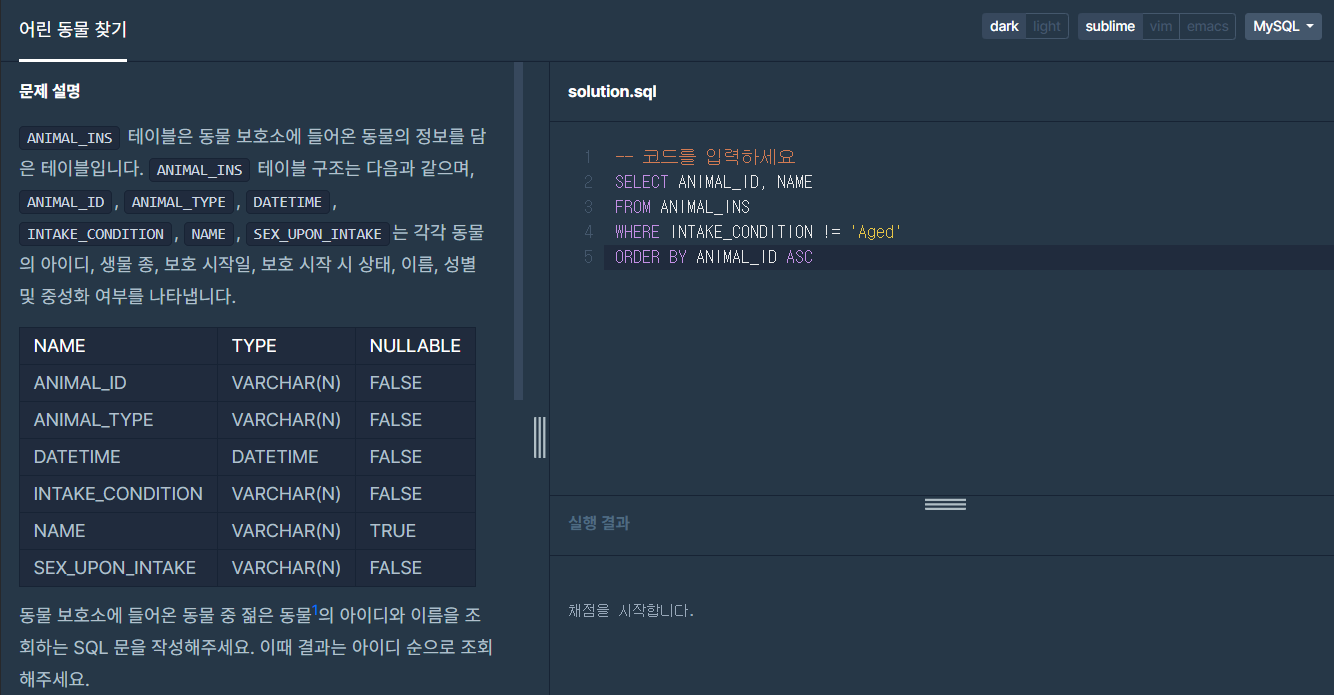 어린 동물 찾기
dark light sublime vim emacs MySQL
문제 설명
ANIMAL_INS 테이블은 동물 보호소에 들어온 동물의 정보를 담
은 테이블입니다. ANIMAL_INS 테이블 구조는 다음과 같으며,
ANIMAL_ID , ANIMAL_TYPE , DATETIME ,
INTAKE_CONDITION , NAME , SEX_UPON_INTAKE 는 각각 동물
의 아이디, 생물 종, 보호 시작일, 보호 시작 시 상태, 이름, 성별
및 중성화 여부를 나타냅니다.
NAME TYPE NULLABLE
ANIMAL_ID VARCHAR(N) FALSE
ANIMAL_TYPE VARCHAR(N) FALSE
DATETIME DATETIME FALSE
INTAKE_CONDITION VARCHAR(N) FALSE
NAME VARCHAR(N) TRUE
SEX_UPON_INTAKE VARCHAR(N) FALSE
동물 보호소에 들어온 동물 중 젊은 동물1의 아이디와 이름을 조
회하는 SQL 문을 작성해주세요. 이때 결과는 아이디 순으로 조회
해주세요.
solution.sql
1 -- 코드를 입력하세요
2 SELECT ANIMAL_ID, NAME
3 FROM ANIMAL_INS
4 WHERE INTAKE_CONDITION != 'Aged'
5 ORDER BY ANIMAL_ID ASC
실행 결과
채점을 시작합니다.